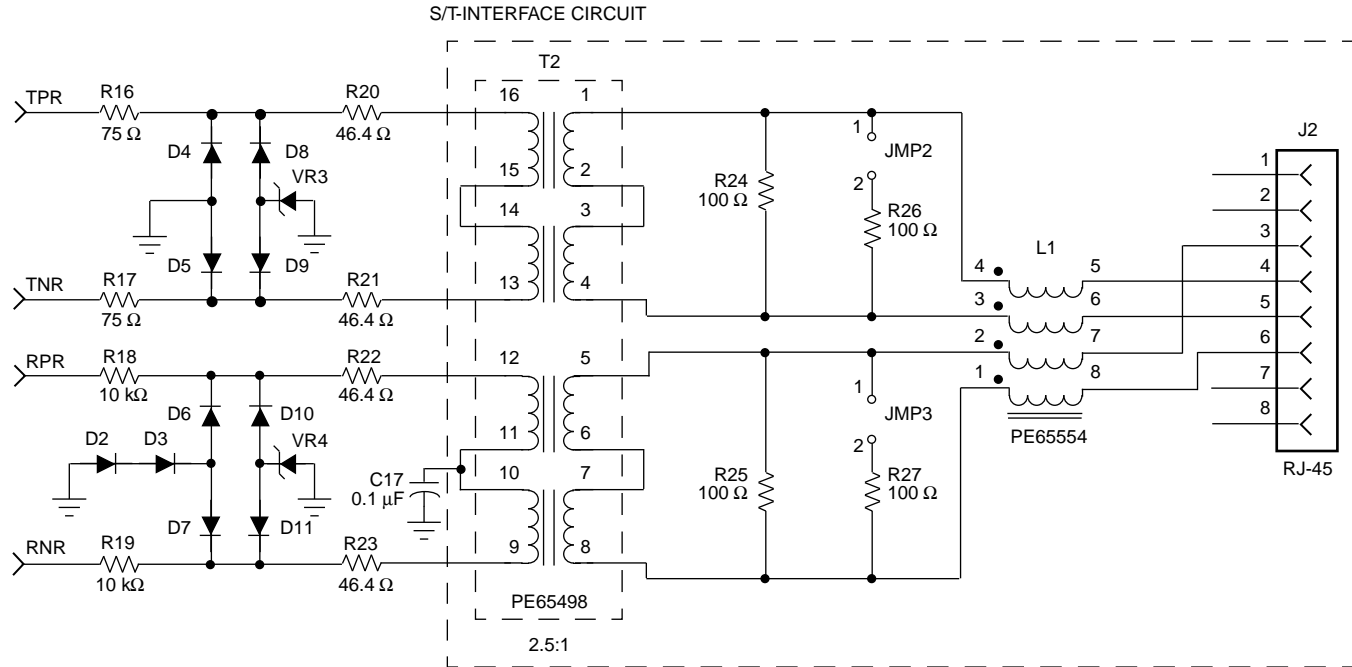 S/T-INTERFACE CIRCUIT
T2
TPR
R16
75 Ω
R20
46.4 Ω
16
1
D4
D8
VR3
15
2
14
3
D5
D9
TNR
R17
75 Ω
R21
46.4 Ω
13
4
R24
100 Ω
1
JMP2
2
R26
100 Ω
RPR
R18
10 kΩ
R22
46.4 Ω
12
5
D6
D10
D2
D3
VR4
11
6
C17
0.1 µF
10
7
D7
D11
RNR
R19
10 kΩ
R23
46.4 Ω
9
8
PE65498
2.5:1
R25
100 Ω
1
JMP3
2
R27
100 Ω
L1
4
5
3
6
2
7
1
8
PE65554
J2
1
2
3
4
5
6
7
8
RJ-45